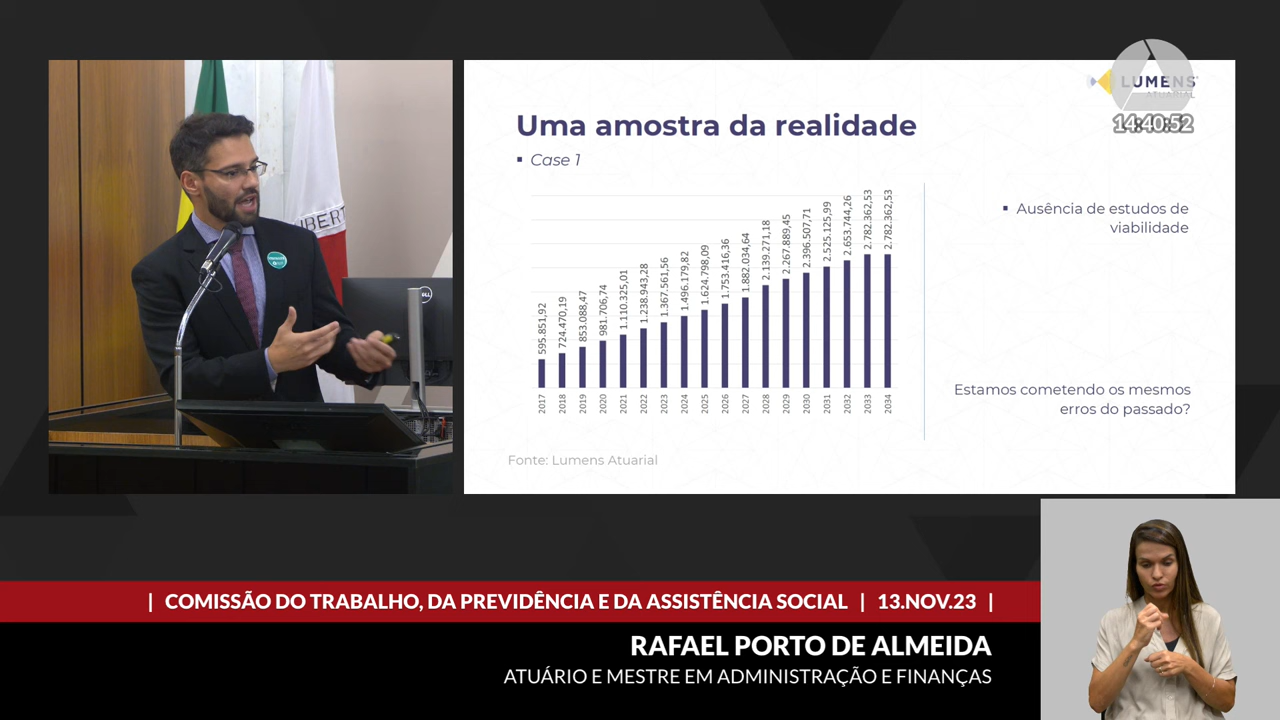 LUMENS
ATUARIAL
14:40:52
Uma amostra da realidade
▪ Case 1
595.851,92
724.470,19
853.088,47
981.706,74
1.110.325,01
1.238.943,28
1.367.561,56
1.496.179,82
1.624.798,09
1.753.416,36
1.882.034,64
2.139.271,18
2.267.889,45
2.396.507,71
2.525.125,99
2.653.744,26
2.782.362,53
2.782.362,53
2017
2018
2019
2020
2021
2022
2023
2024
2025
2026
2027
2028
2029
2030
2031
2032
2033
2034
▪ Ausência de estudos de
viabilidade
Estamos cometendo os mesmos
erros do passado?
Fonte: Lumens Atuarial
IBERT
DELL
| COMISSÃO DO TRABALHO, DA PREVIDÊNCIA E DA ASSISTÊNCIA SOCIAL | 13.NOV.23 |
RAFAEL PORTO DE ALMEIDA
ATUÁRIO E MESTRE EM ADMINISTRAÇÃO E FINANÇAS